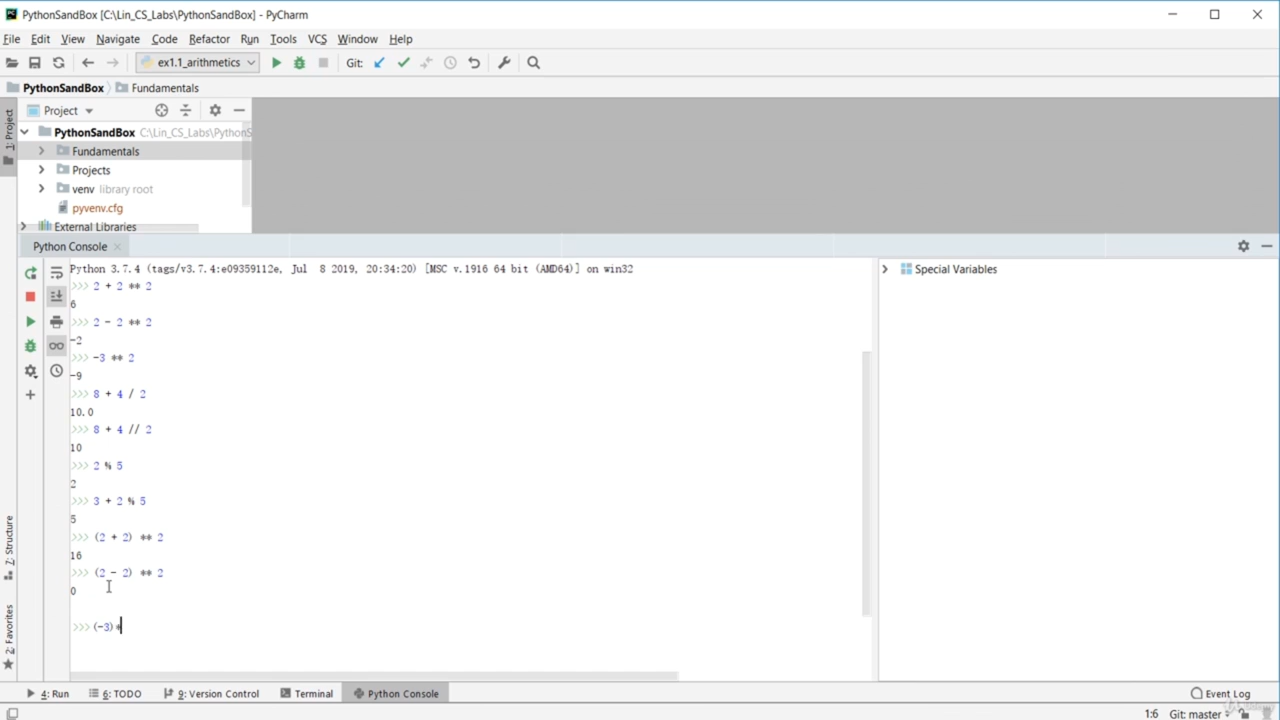 PythonSandBox [C:\Lin_CS_Labs\PythonSandBox] - PyCharm
File Edit View Navigate Code Refactor Run Tools VCS Window Help
ex1.1_arithmetics Git:
PythonSandBox Fundamentals
1: Project
Project
PythonSandBox C:\Lin_CS_Labs\PythonS
Fundamentals
Projects
venv library root
pyvenv.cfg
External Libraries
Python Console
Python 3.7.4 (tags/v3.7.4:e09359112e, Jul  8 2019, 20:34:20) [MSC v.1916 64 bit (AMD64)] on win32
>>> 2 + 2 ** 2
6
>>> 2 - 2 ** 2
-2
>>> -3 ** 2
-9
>>> 8 + 4 / 2
10.0
>>> 8 + 4 // 2
10
>>> 2 % 5
2
>>> 3 + 2 % 5
5
>>> (2 + 2) ** 2
16
>>> (2 - 2) ** 2
0
>>> (-3)*
Special Variables
7: Structure
2: Favorites
4: Run 6: TODO 9: Version Control Terminal Python Console Event Log
1:6 Git: master